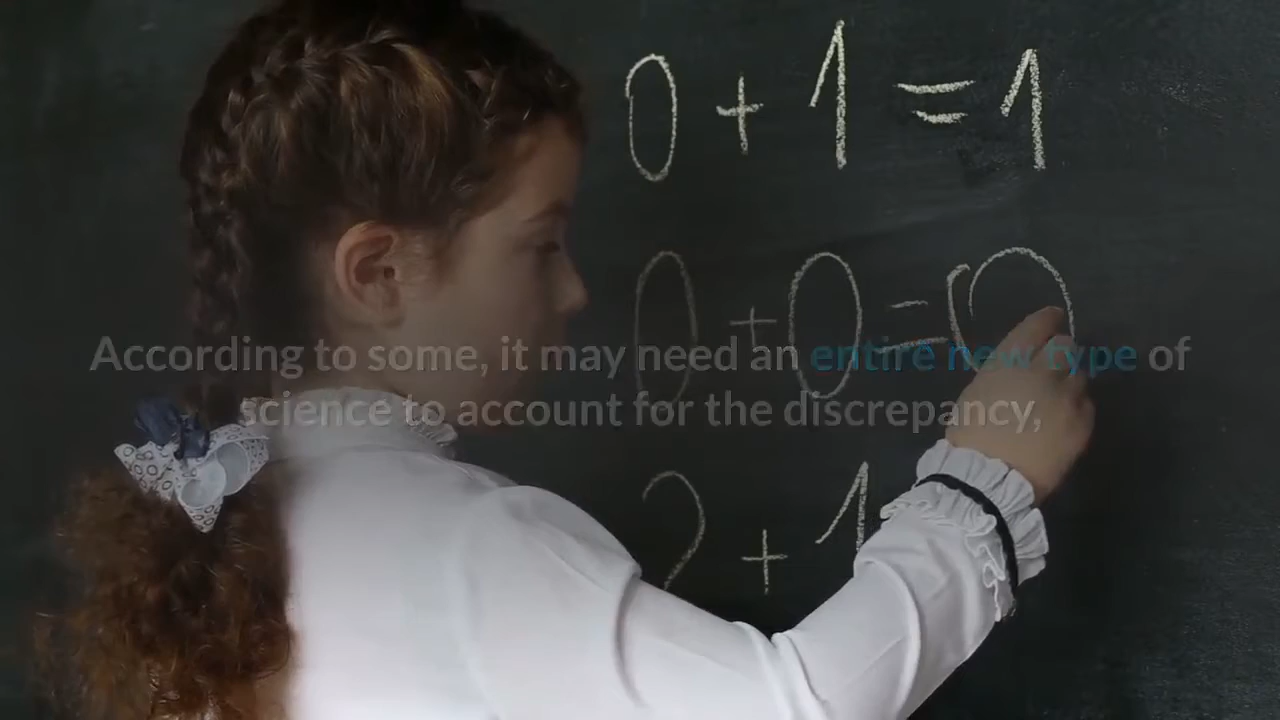 0 + 1 = 1
0 + 0 = 0
According to some, it may need an entire new type of
science to account for the discrepancy,
2 + 1